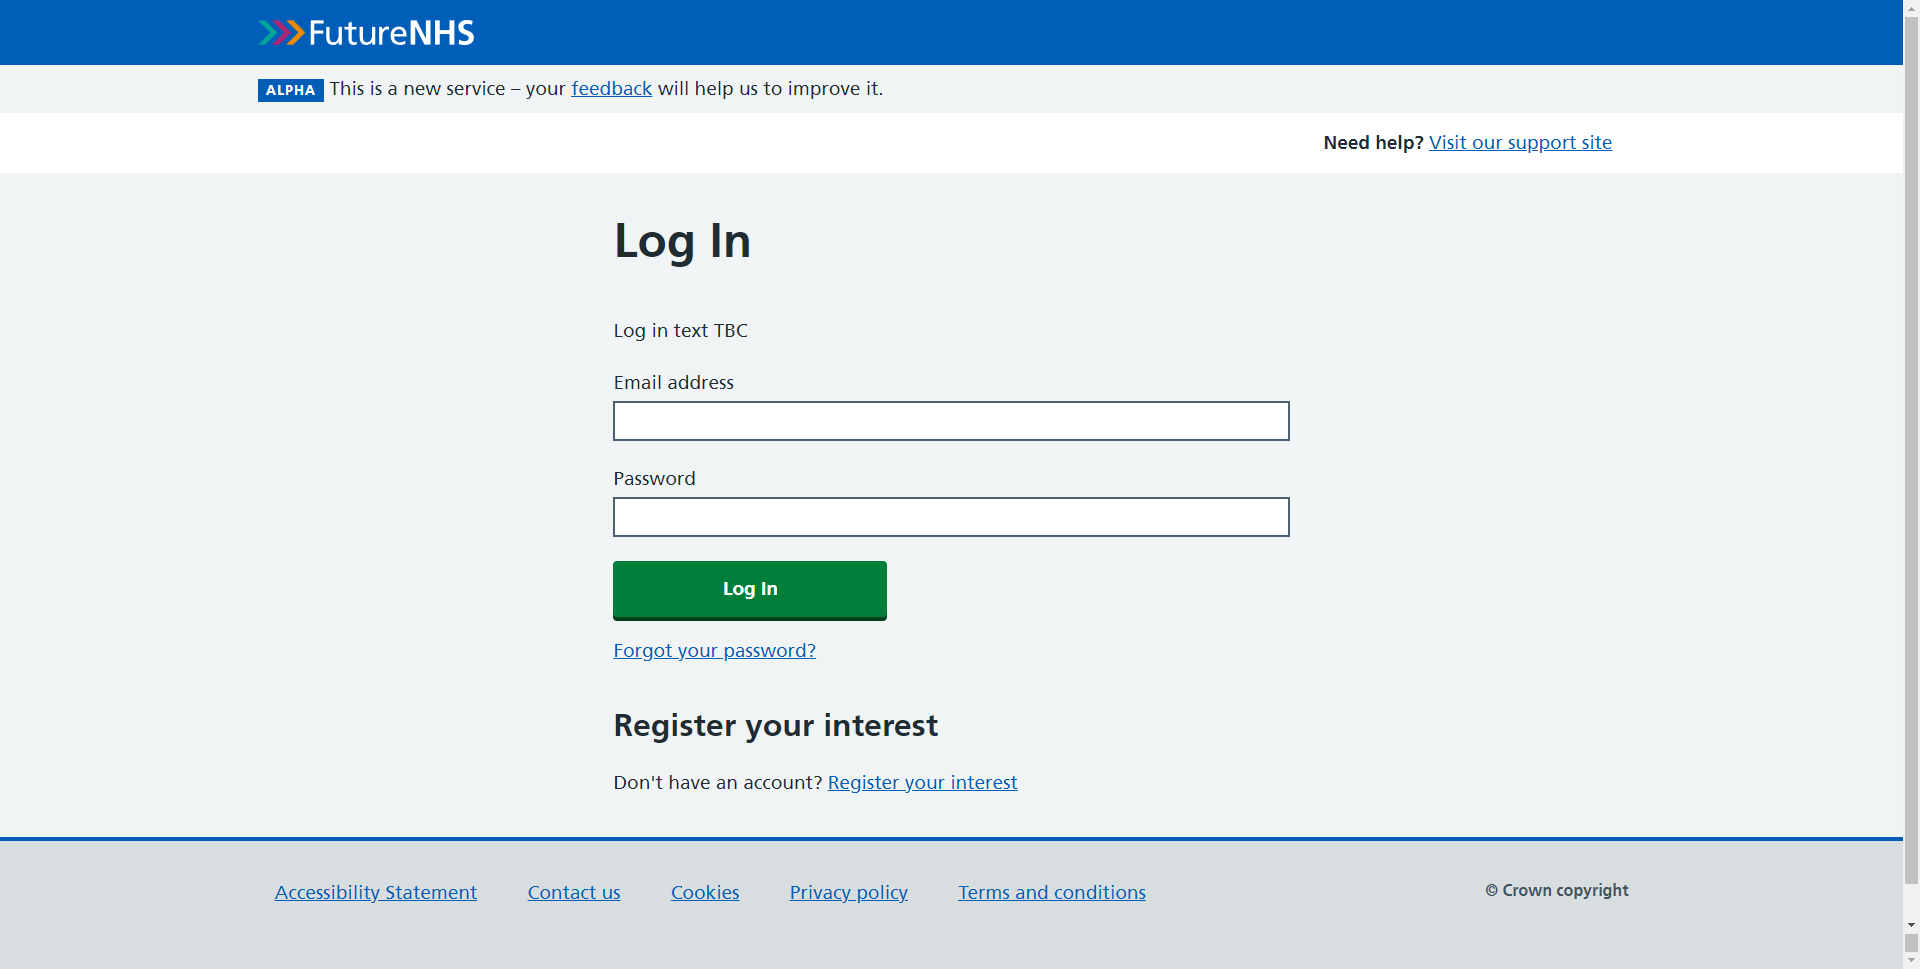 FutureNHS
ALPHA This is a new service – your feedback will help us to improve it.
Need help? Visit our support site
Log In
Log in text TBC
Email address
Password
Log In
Forgot your password?
Register your interest
Don't have an account? Register your interest
Accessibility Statement Contact us Cookies Privacy policy Terms and conditions © Crown copyright